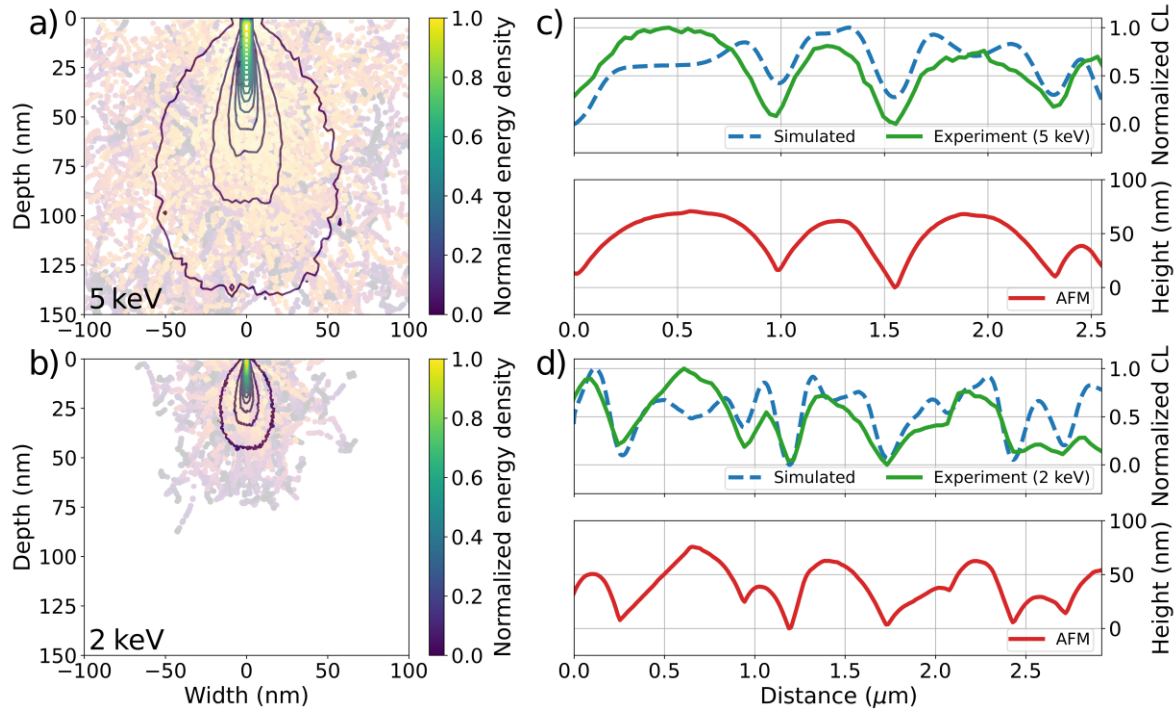 a)
0
25
50
75
100
125
150
Depth (nm)
5 keV
−100
−50
0
50
100
1.0
0.8
0.6
0.4
0.2
0.0
Normalized energy density
b)
0
25
50
75
100
125
150
Depth (nm)
2 keV
−100
−50
0
50
100
Width (nm)
1.0
0.8
0.6
0.4
0.2
0.0
Normalized energy density
c)
1.0
0.5
0.0
Normalized CL
Simulated
Experiment (5 keV)
100
50
0
Height (nm)
AFM
0.0
0.5
1.0
1.5
2.0
2.5
d)
1.0
0.5
0.0
Normalized CL
Simulated
Experiment (2 keV)
100
50
0
Height (nm)
AFM
0.0
0.5
1.0
1.5
2.0
2.5
Distance (μm)